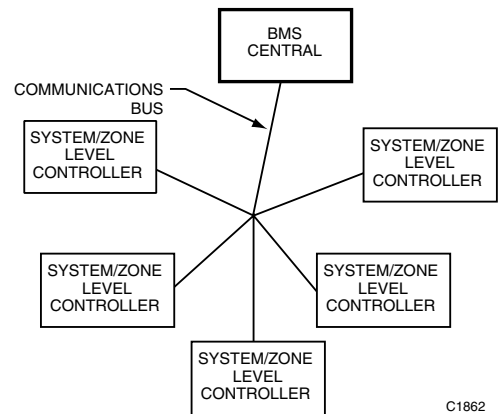 BMS
CENTRAL
COMMUNICATIONS
BUS
SYSTEM/ZONE
LEVEL
CONTROLLER
SYSTEM/ZONE
LEVEL
CONTROLLER
SYSTEM/ZONE
LEVEL
CONTROLLER
SYSTEM/ZONE
LEVEL
CONTROLLER
SYSTEM/ZONE
LEVEL
CONTROLLER
C1862